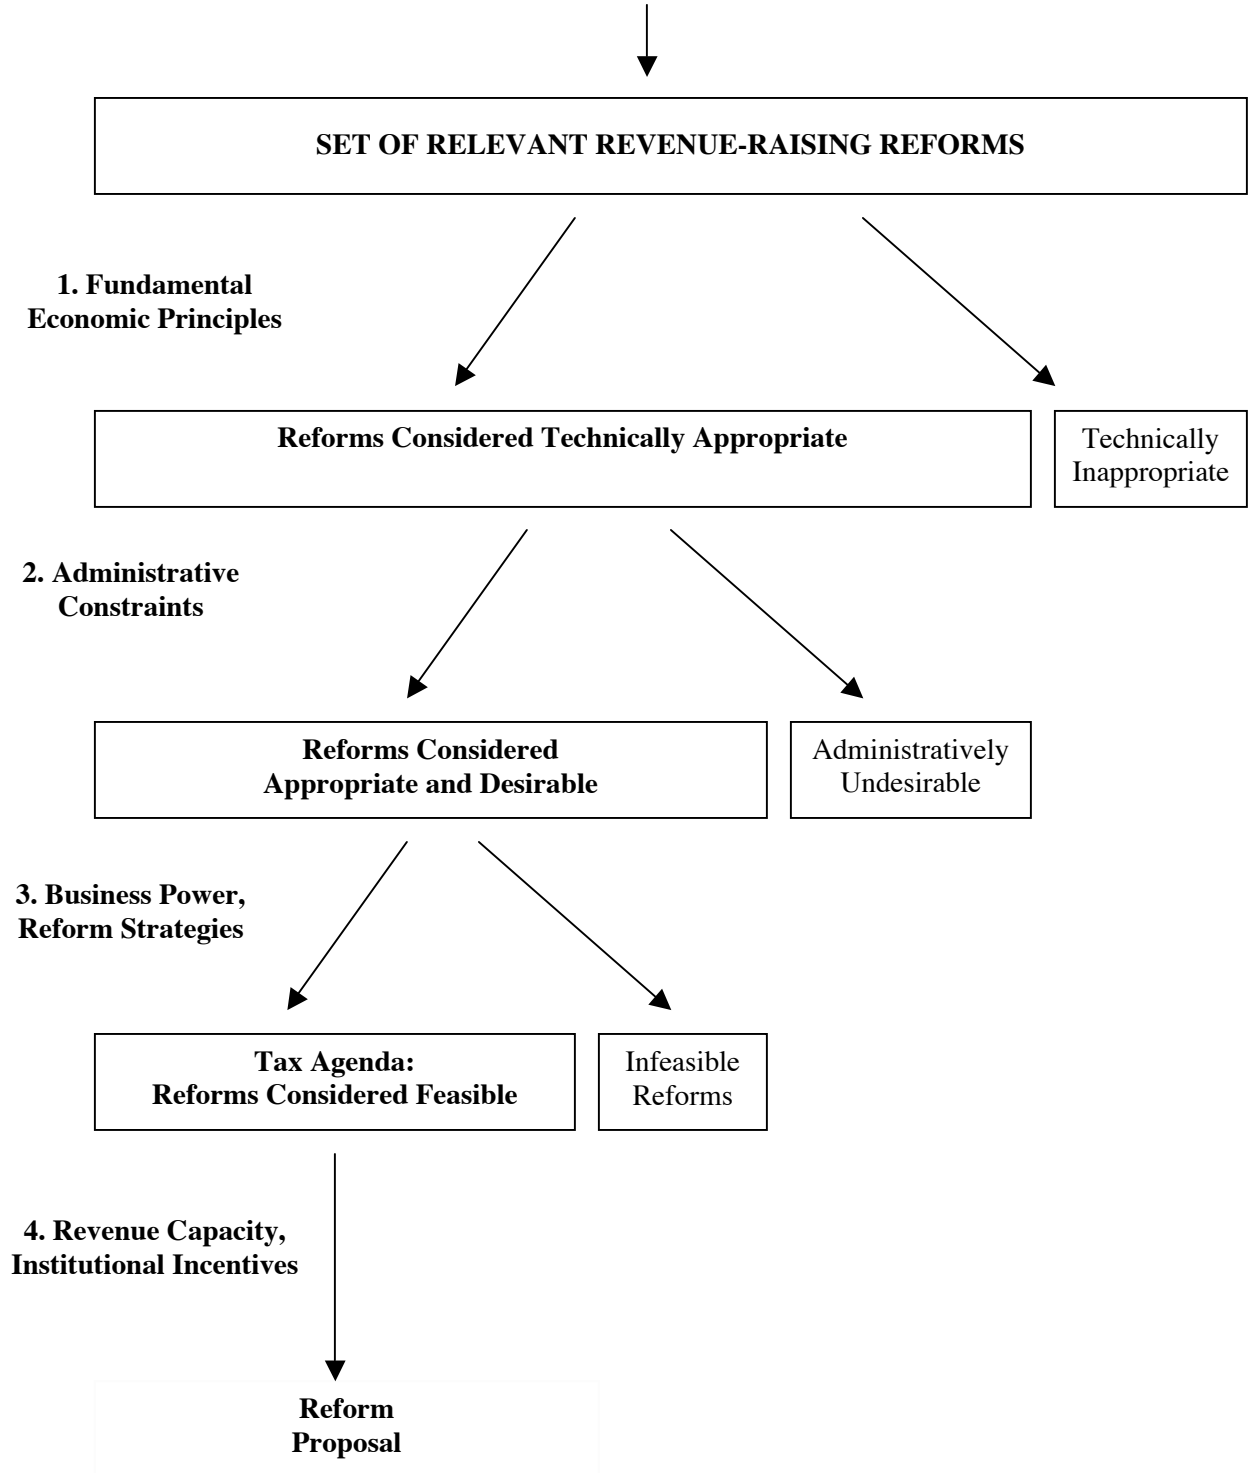 SET OF RELEVANT REVENUE-RAISING REFORMS
1. Fundamental
Economic Principles
Reforms Considered Technically Appropriate
Technically
Inappropriate
2. Administrative
Constraints
Reforms Considered
Appropriate and Desirable
Administratively
Undesirable
3. Business Power,
Reform Strategies
Tax Agenda:
Reforms Considered Feasible
Infeasible
Reforms
4. Revenue Capacity,
Institutional Incentives
Reform
Proposal